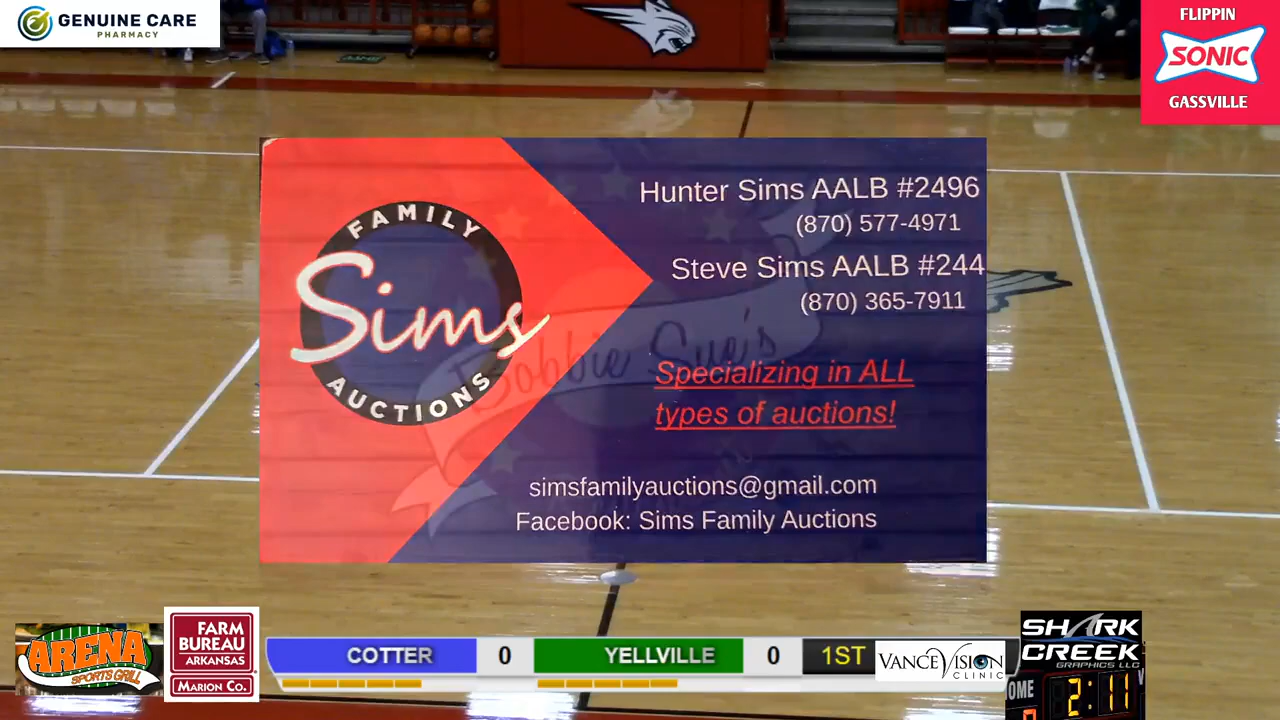 GENUINE CARE
PHARMACY
FLIPPIN
SONIC
GASSVILLE
FAMILY
Sims
AUCTIONS
Hunter Sims AALB #2496
(870) 577-4971
Steve Sims AALB #244
(870) 365-7911
Bobbie Sue's
Specializing in ALL
types of auctions!
simsfamilyauctions@gmail.com
Facebook: Sims Family Auctions
ARENA
SPORTS GRILL
FARM
BUREAU
ARKANSAS
MARION CO.
COTTER 0 YELLVILLE 0 1ST
VANCE VISION
CLINIC
SHARK
CREEK
GRAPHICS LLC
OME V
2:11